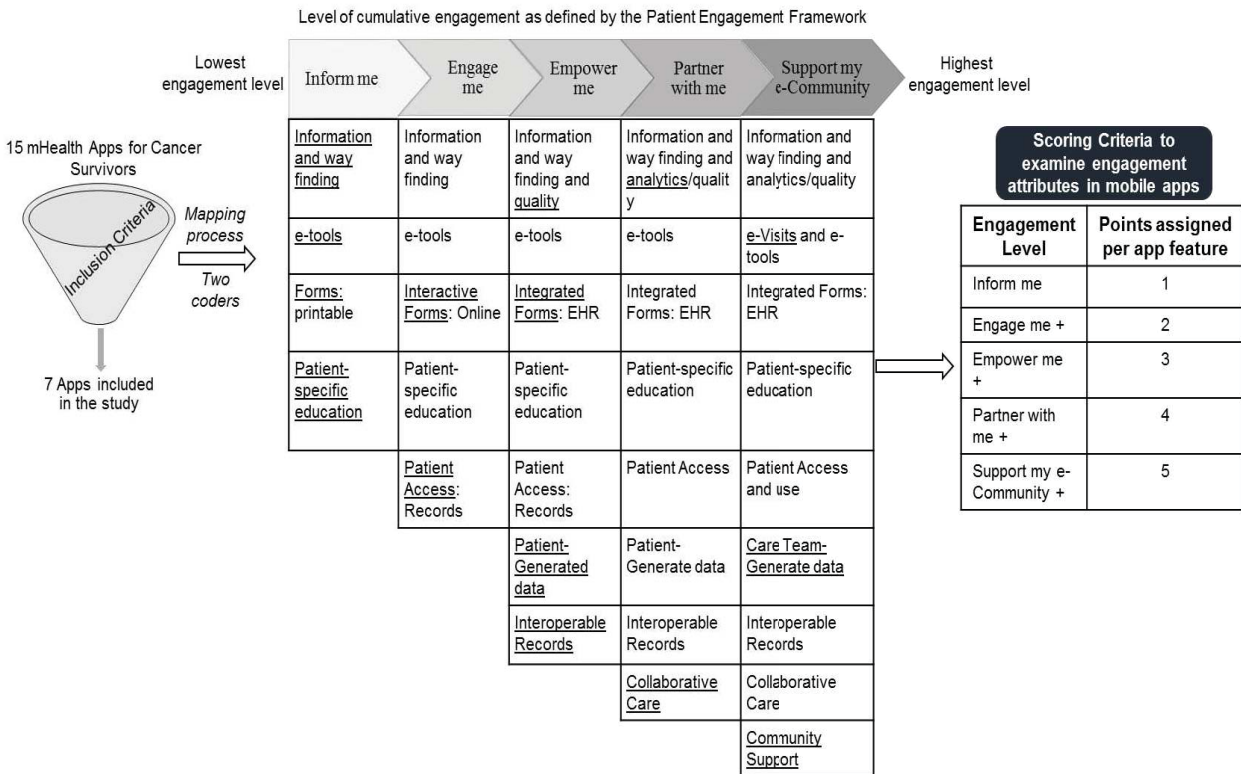 Level of cumulative engagement as defined by the Patient Engagement Framework
Lowest
engagement level
Inform me
Engage
me
Empower
me
Partner
with me
Support my
e-Community
Highest
engagement level
15 mHealth Apps for Cancer
Survivors
Inclusion Criteria
7 Apps included
in the study
Mapping
process
Two
coders
Information
and way
finding
Information
and way
finding
Information
and way
finding and
quality
Information and
way finding and
analytics/qualit
y
Information and
way finding and
analytics/quality
e-tools
e-tools
e-tools
e-tools
e-Visits and e-
tools
Forms:
printable
Interactive
Forms: Online
Integrated
Forms: EHR
Integrated
Forms: EHR
Integrated Forms:
EHR
Patient-
specific
education
Patient-
specific
education
Patient-
specific
education
Patient-specific
education
Patient-specific
education
Patient
Access:
Records
Patient
Access:
Records
Patient Access
Patient Access
and use
Patient-
Generated
data
Patient-
Generate data
Care Team-
Generate data
Interoperable
Records
Interoperable
Records
Interoperable
Records
Collaborative
Care
Collaborative
Care
Community
Support
Scoring Criteria to
examine engagement
attributes in mobile apps
Engagement
Level
Points assigned
per app feature
Inform me
1
Engage me +
2
Empower me
+
3
Partner with
me +
4
Support my e-
Community +
5